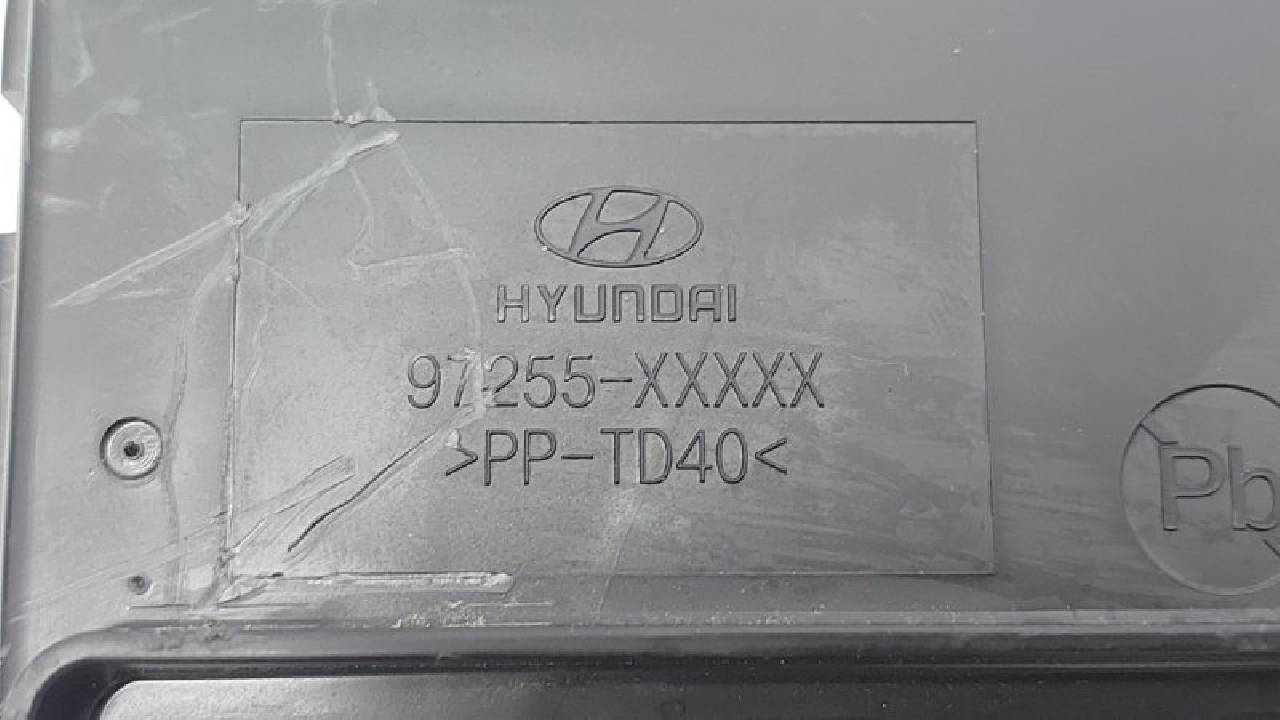 HYUNDAI
97255-XXXXX
>PP-TD40<
Pb